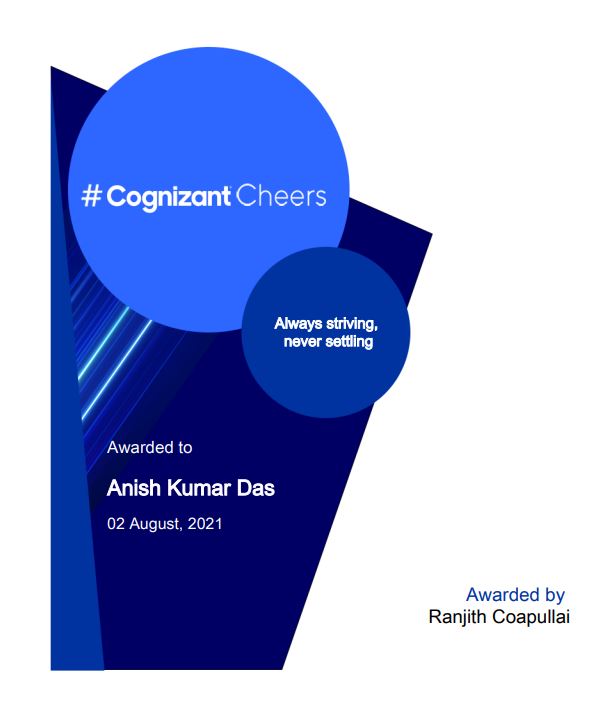 # Cognizant Cheers
Always striving,
never settling
Awarded to
Anish Kumar Das
02 August, 2021
Awarded by
Ranjith Coapullai